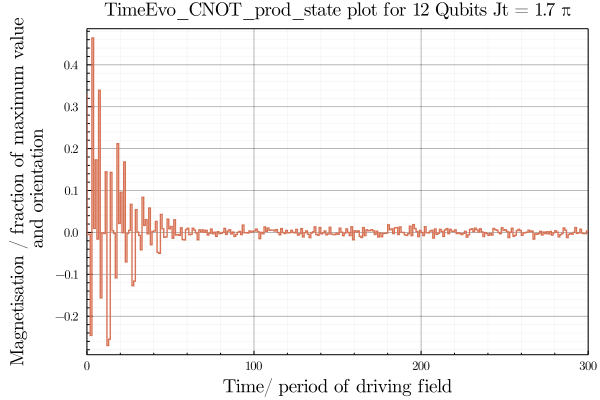 TimeEvo_CNOT_prod_state plot for 12 Qubits Jt = 1.7 π
Magnetisation / fraction of maximum value
and orientation
0.4
0.3
0.2
0.1
0.0
−0.1
−0.2
0
100
200
300
Time/ period of driving field